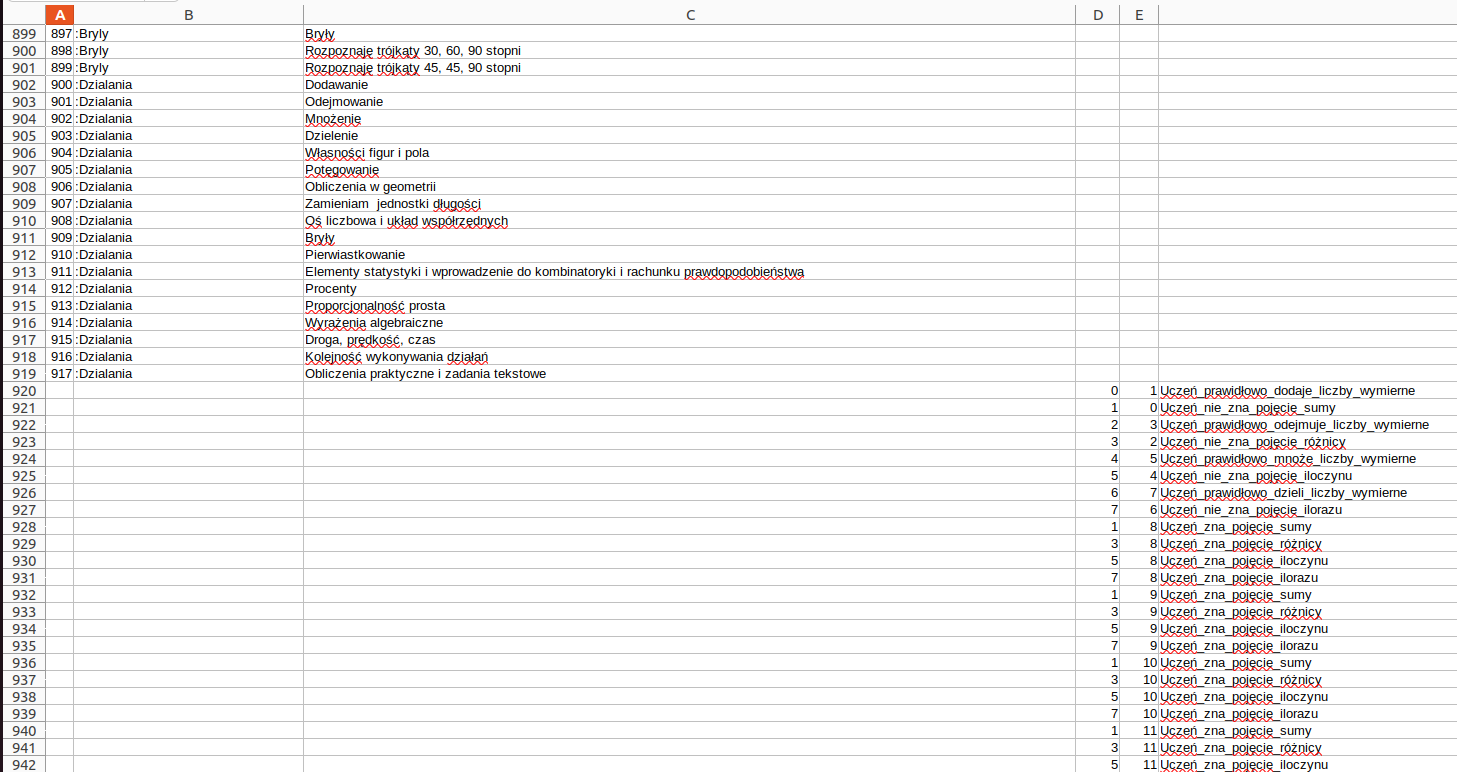 A B C D E
899 897 :Bryly Bryły
900 898 :Bryly Rozpoznaję trójkąty 30, 60, 90 stopni
901 899 :Bryly Rozpoznaję trójkąty 45, 45, 90 stopni
902 900 :Dzialania Dodawanie
903 901 :Dzialania Odejmowanie
904 902 :Dzialania Mnożenię
905 903 :Dzialania Dzielenie
906 904 :Dzialania Własności figur i pola
907 905 :Dzialania Potęgowanię
908 906 :Dzialania Obliczenia w geometrii
909 907 :Dzialania Zamieniam  jednostki długości
910 908 :Dzialania Oś liczbowa i układ współrzędnych
911 909 :Dzialania Bryły
912 910 :Dzialania Pierwiastkowanie
913 911 :Dzialania Elementy statystyki i wprowadzenie do kombinatoryki i rachunku prawdopodobieństwa
914 912 :Dzialania Procenty
915 913 :Dzialania Proporcjonalność prosta
916 914 :Dzialania Wyrażenia algebraiczne
917 915 :Dzialania Droga, prędkość, czas
918 916 :Dzialania Kolejność wykonywania działań
919 917 :Dzialania Obliczenia praktyczne i zadania tekstowe
920 0 1 Uczeń_prawidłowo_dodaje_liczby_wymierne
921 1 0 Uczeń_nie_zna_pojęcie_sumy
922 2 3 Uczeń_prawidłowo_odejmuje_liczby_wymierne
923 3 2 Uczeń_nie_zna_pojęcie_różnicy
924 4 5 Uczeń_prawidłowo_mnoże_liczby_wymierne
925 5 4 Uczeń_nie_zna_pojęcie_iloczynu
926 6 7 Uczeń_prawidłowo_dzieli_liczby_wymierne
927 7 6 Uczeń_nie_zna_pojęcie_ilorazu
928 1 8 Uczeń_zna_pojęcie_sumy
929 3 8 Uczeń_zna_pojęcie_różnicy
930 5 8 Uczeń_zna_pojęcie_iloczynu
931 7 8 Uczeń_zna_pojęcie_ilorazu
932 1 9 Uczeń_zna_pojęcie_sumy
933 3 9 Uczeń_zna_pojęcie_różnicy
934 5 9 Uczeń_zna_pojęcie_iloczynu
935 7 9 Uczeń_zna_pojęcie_ilorazu
936 1 10 Uczeń_zna_pojęcie_sumy
937 3 10 Uczeń_zna_pojęcie_różnicy
938 5 10 Uczeń_zna_pojęcie_iloczynu
939 7 10 Uczeń_zna_pojęcie_ilorazu
940 1 11 Uczeń_zna_pojęcie_sumy
941 3 11 Uczeń_zna_pojęcie_różnicy
942 5 11 Uczeń_zna_pojęcie_iloczynu